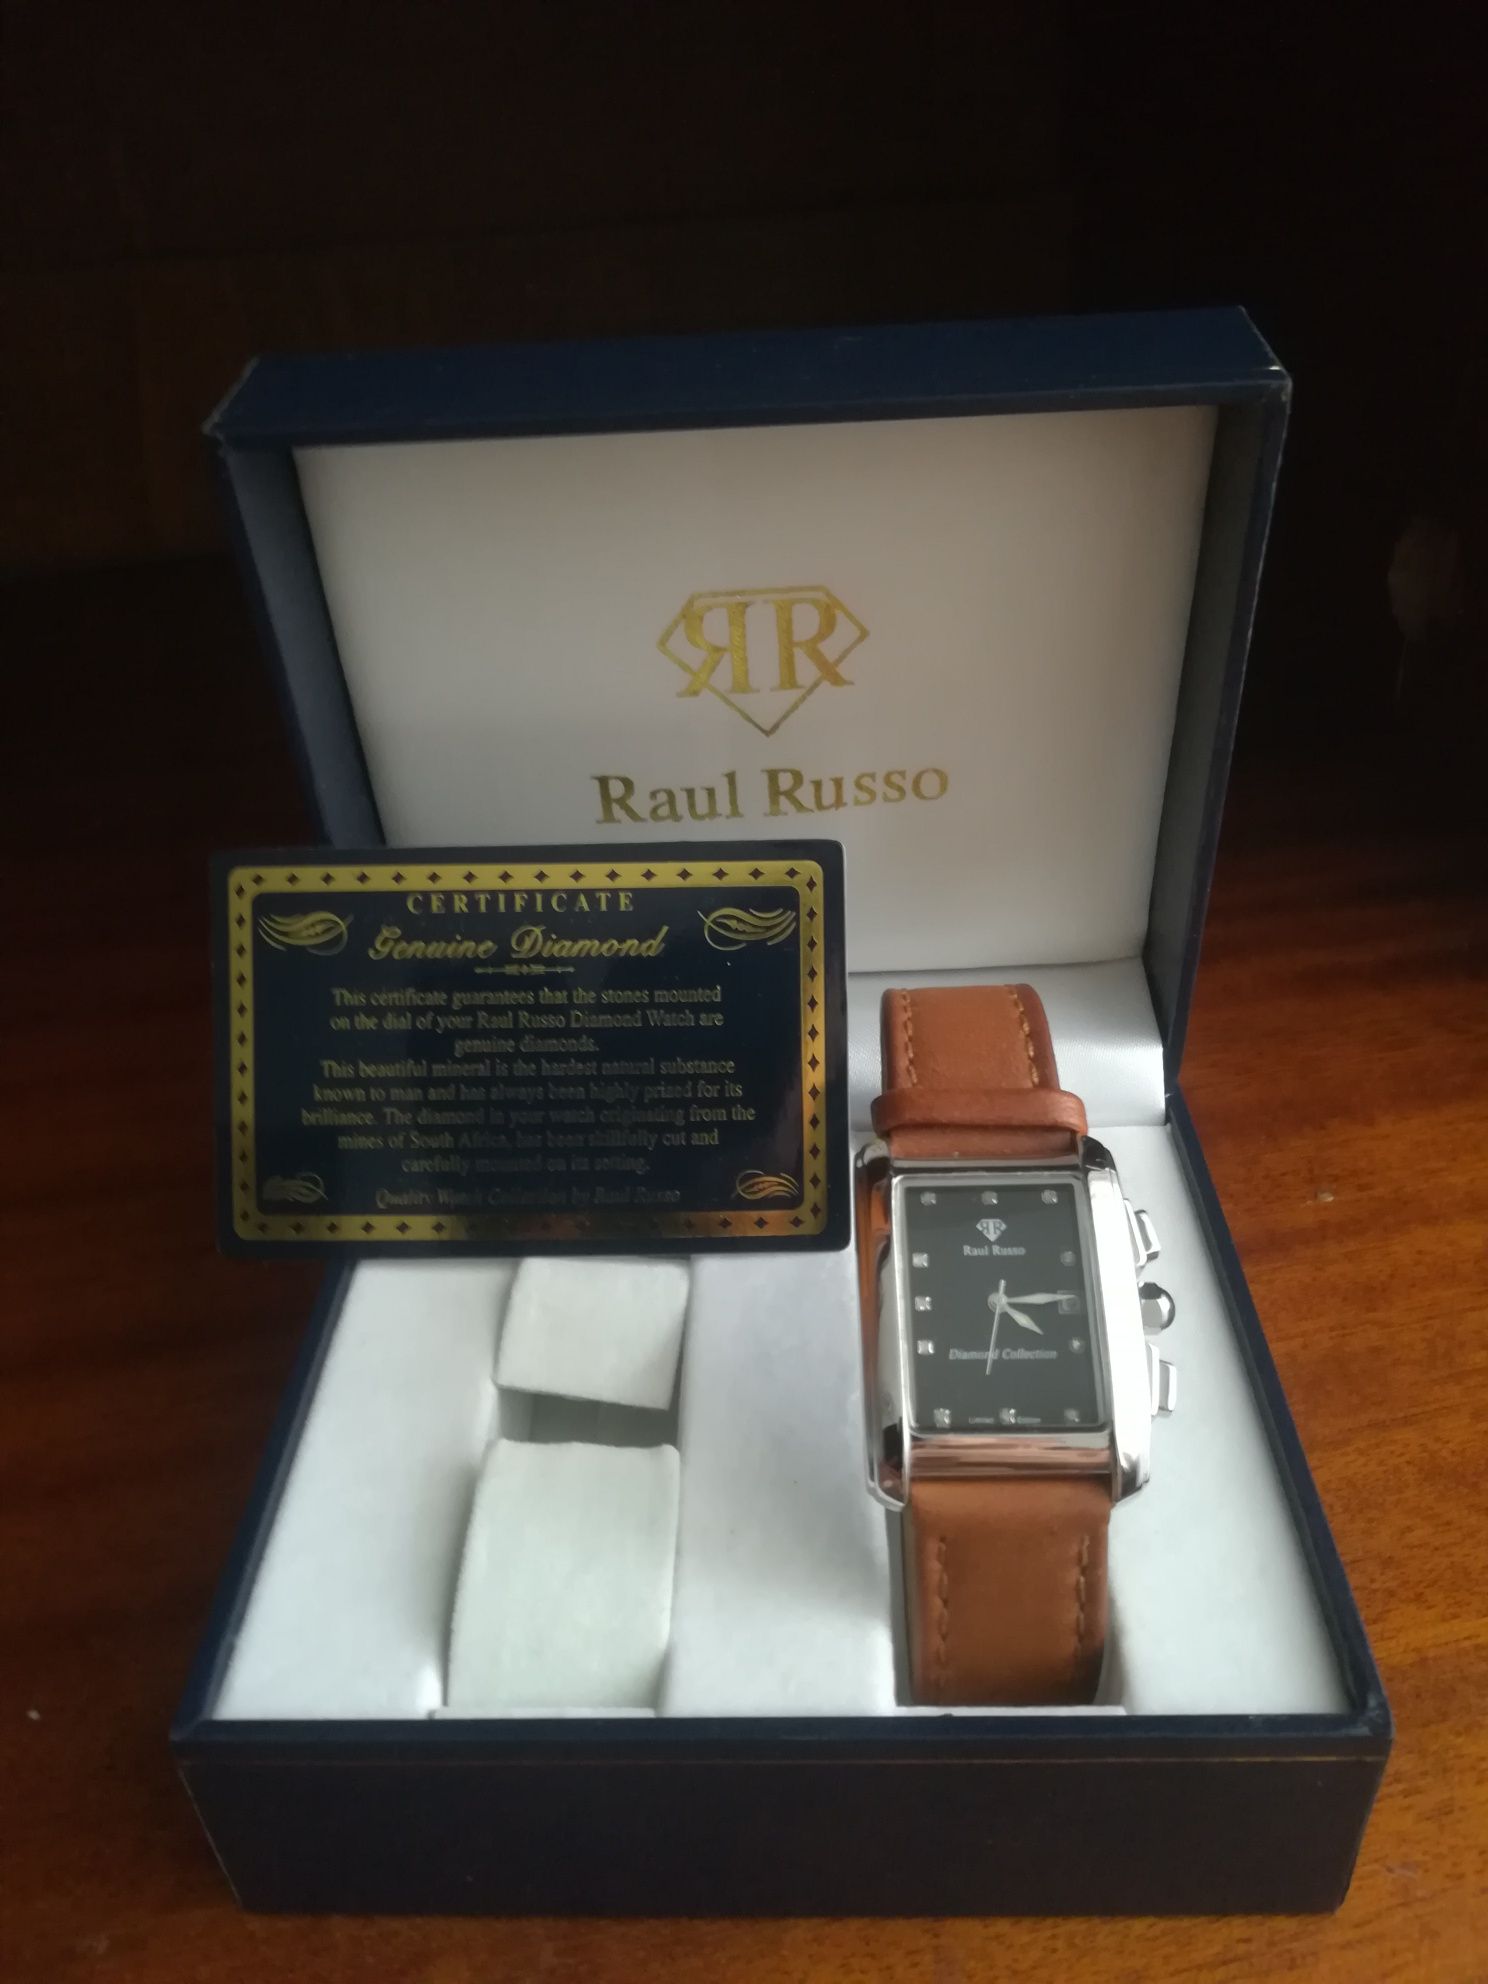 RR
Raul Russo
CERTIFICATE
Genuine Diamond
This certificate guarantees that the stones mounted
on the dial of your Raul Russo Diamond Watch are
genuine diamonds.
This beautiful mineral is the hardest natural substance
known to man and has always been highly prized for its
brilliance. The diamond in your watch originating from the
mines of South Africa, has been skillfully cut and
carefully mounted on its setting.
Quality Watch Collection by Raul Russo
RR
Raul Russo
Diamond Collection
Limited Edition